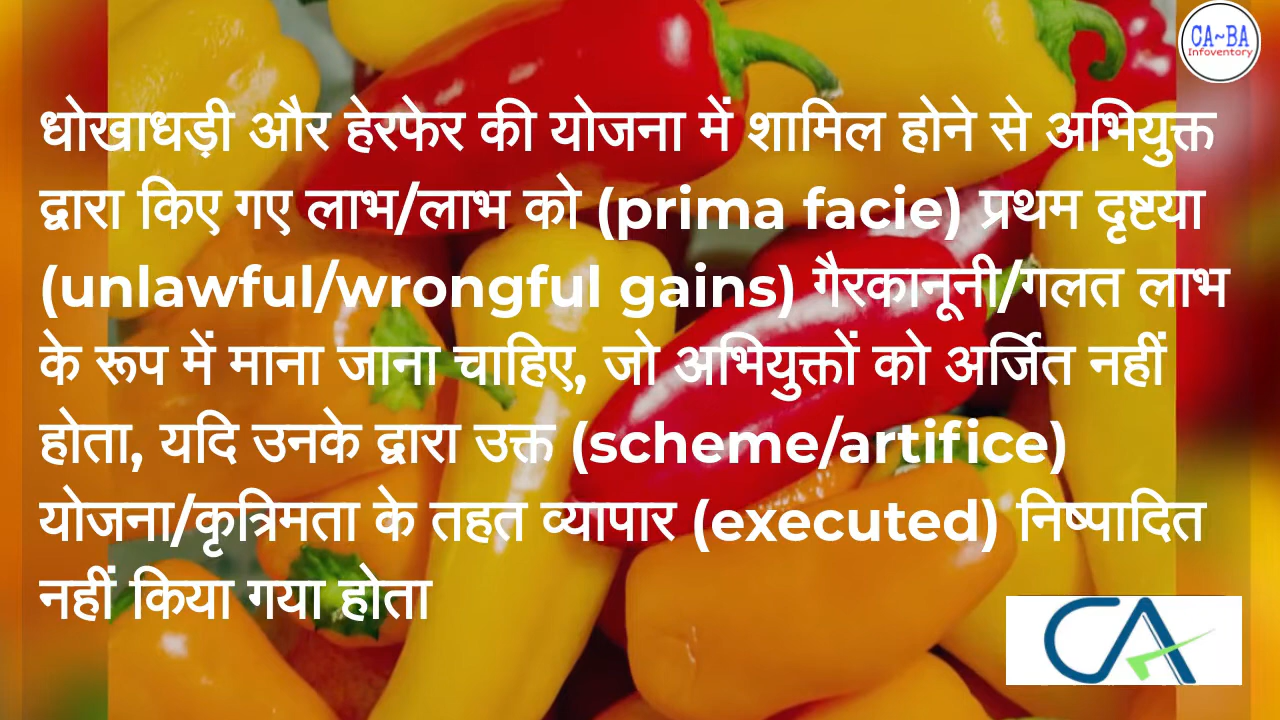 CA~BA
Infoventory
धोखाधड़ी और हेरफेर की योजना में शामिल होने से अभियुक्त
द्वारा किए गए लाभ/लाभ को (prima facie) प्रथम दृष्टया
(unlawful/wrongful gains) गैरकानूनी/गलत लाभ
के रूप में माना जाना चाहिए, जो अभियुक्तों को अर्जित नहीं
होता, यदि उनके द्वारा उक्त (scheme/artifice)
योजना/कृत्रिमता के तहत व्यापार (executed) निष्पादित
नहीं किया गया होता
CA